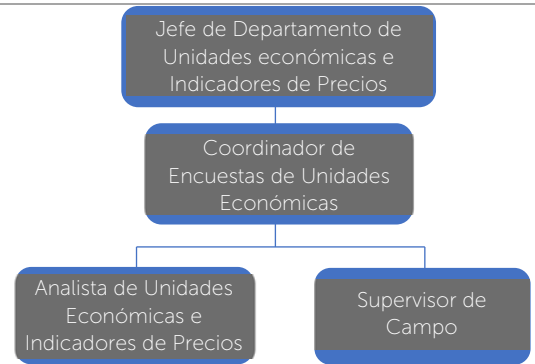 Jefe de Departamento de
Unidades económicas e
Indicadores de Precios
Coordinador de
Encuestas de Unidades
Económicas
Analista de Unidades
Económicas e
Indicadores de Precios
Supervisor de
Campo